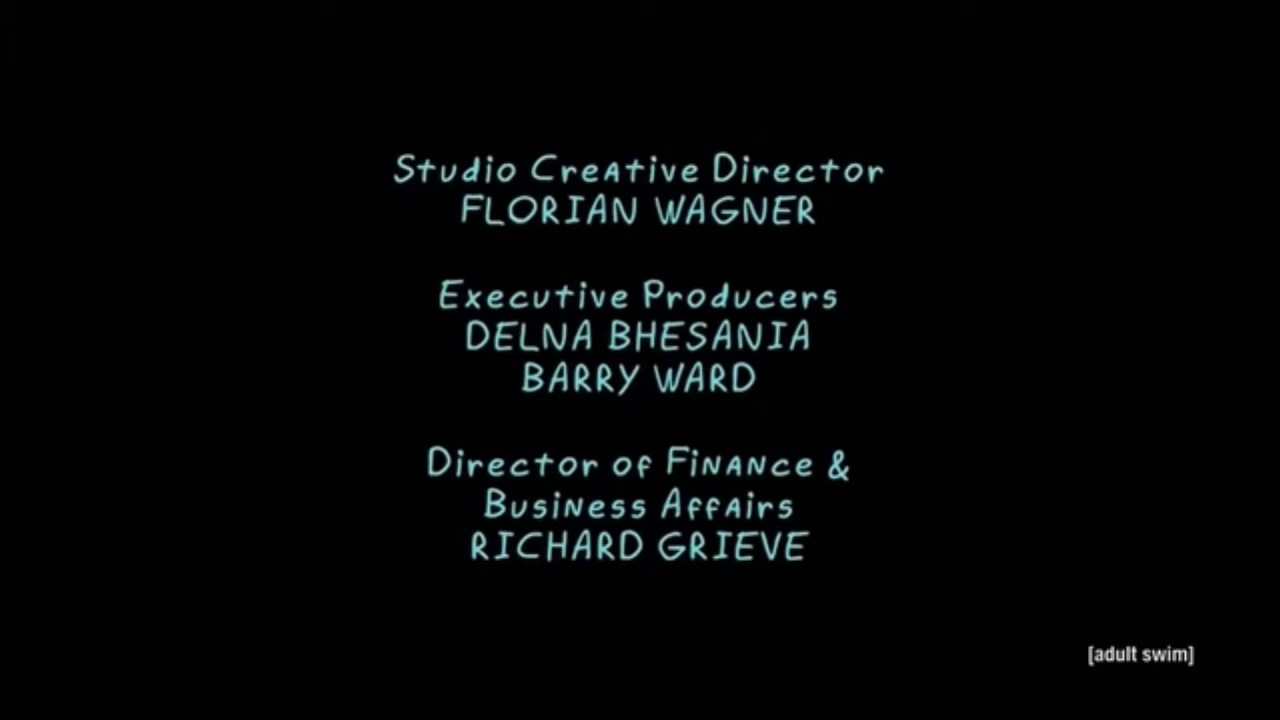 Studio Creative Director
FLORIAN WAGNER
Executive Producers
DELNA BHESANIA
BARRY WARD
Director of Finance &
Business Affairs
RICHARD GRIEVE
[adult swim]